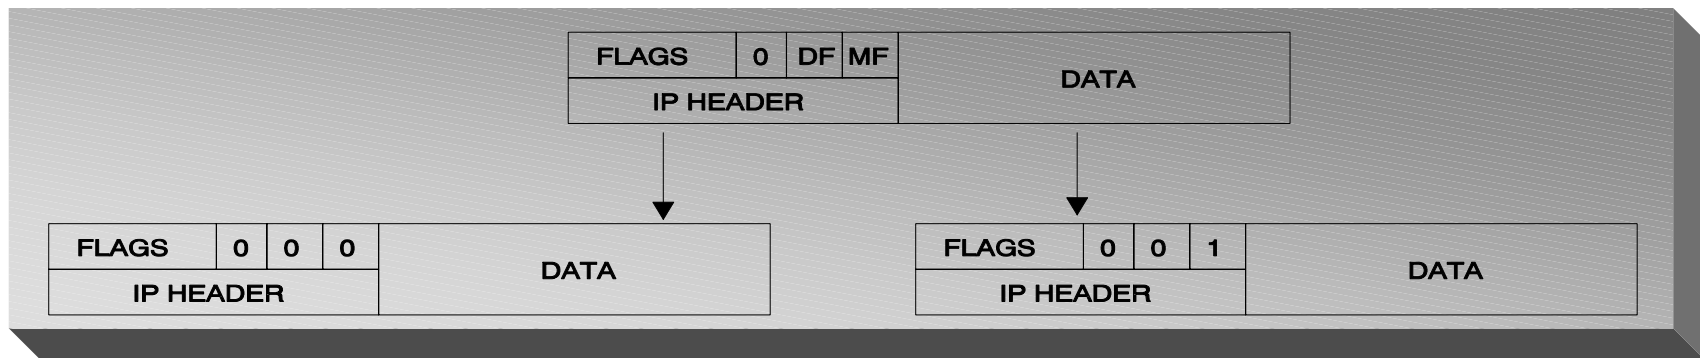 FLAGS 0 DF MF
IP HEADER
DATA
FLAGS 0 0 0
IP HEADER
DATA
FLAGS 0 0 1
IP HEADER
DATA